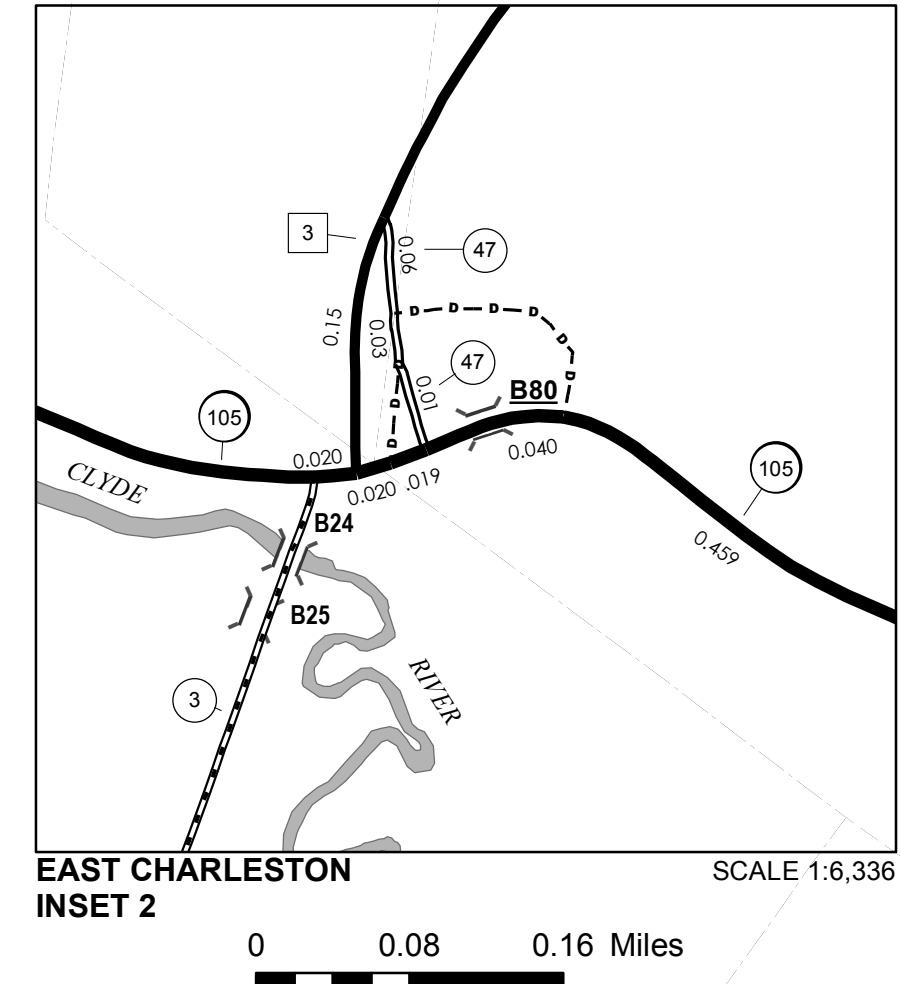 3
0.06
47
D D D D D
D
0.15
0.03
D
47
0.01
D
D
B80
105
0.020
0.020 .019
0.040
105
0.459
CLYDE
B24
B25
RIVER
3
EAST CHARLESTON
INSET 2
SCALE 1:6,336
0 0.08 0.16 Miles